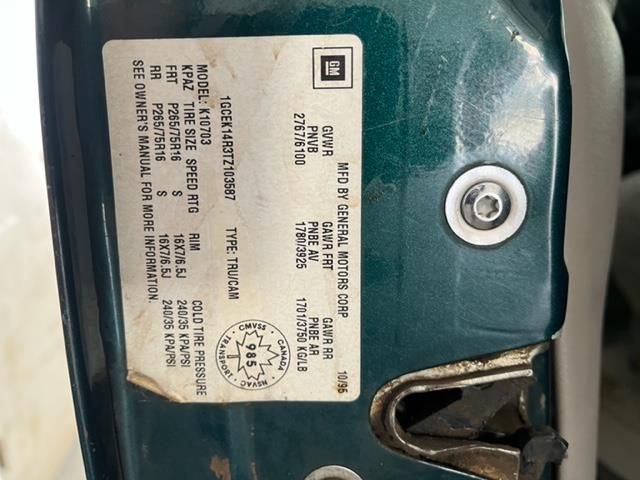 GM
MFD BY GENERAL MOTORS CORP 10/95
GVWR GAWR FRT GAWR RR
PNVB PNBE AV PNBE AR
2767/6100 1780/3925 1701/3750 KG/LB
1GCEK14R3TZ103587 TYPE: TRU/CAM
MODEL: K10703
KPAZ TIRE SIZE SPEED RTG RIM COLD TIRE PRESSURE
FRT P265/75R16 S 16X7/6.5J 240/35 KPA/PSI
RR P265/75R16 S 16X7/6.5J 240/35 KPA/PSI
SEE OWNER'S MANUAL FOR MORE INFORMATION.
CMVSS
CANADA
985
TRANSPORT
NSVAC